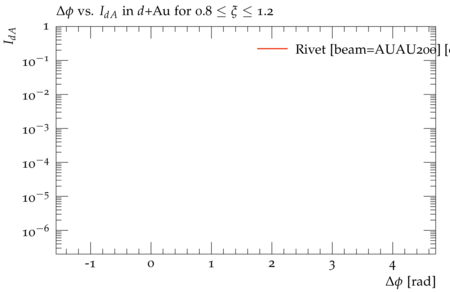 Δϕ vs. I_dA in d+Au for 0.8 ≤ ξ ≤ 1.2
I_dA
Rivet [beam=AUAU200] [
1
10⁻¹
10⁻²
10⁻³
10⁻⁴
10⁻⁵
10⁻⁶
-1 0 1 2 3 4
Δϕ [rad]